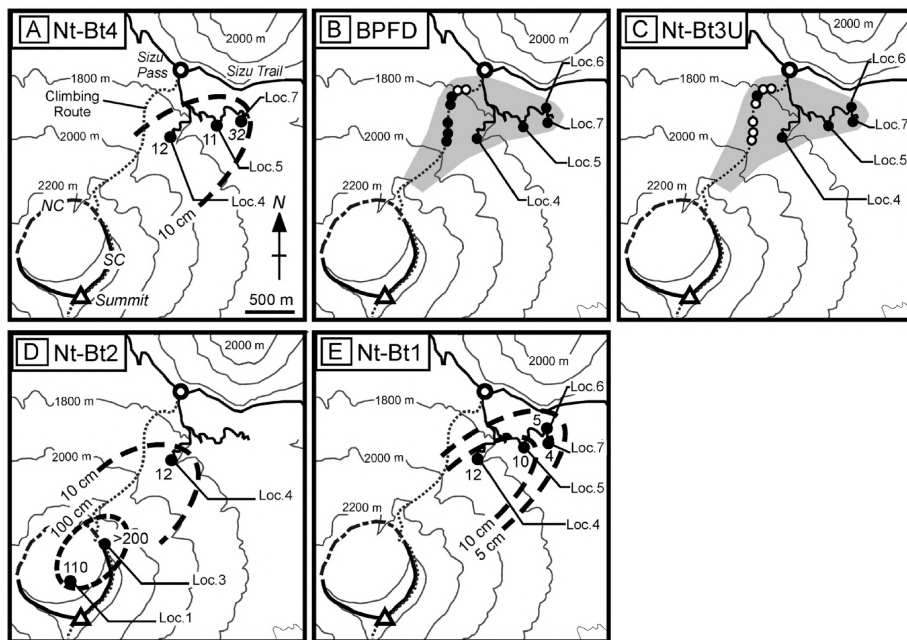 A Nt-Bt4
2000 m
Sizu
Pass
Sizu Trail
1800 m
Climbing
Route
Loc.7
2000 m
12
11
32
Loc.5
2200 m
Loc.4
NC
10 cm
N
SC
Summit
500 m
B BPFD
2000 m
Loc.6
1800 m
Loc.7
2000 m
Loc.5
2200 m
Loc.4
C Nt-Bt3U
2000 m
Loc.6
1800 m
Loc.7
2000 m
Loc.5
2200 m
Loc.4
D Nt-Bt2
2000 m
1800 m
2000 m
10 cm
12
Loc.4
100 cm
>200
110
Loc.3
Loc.1
E Nt-Bt1
2000 m
Loc.6
1800 m
5
Loc.7
2000 m
10
4
12
Loc.5
2200 m
Loc.4
10 cm
5 cm